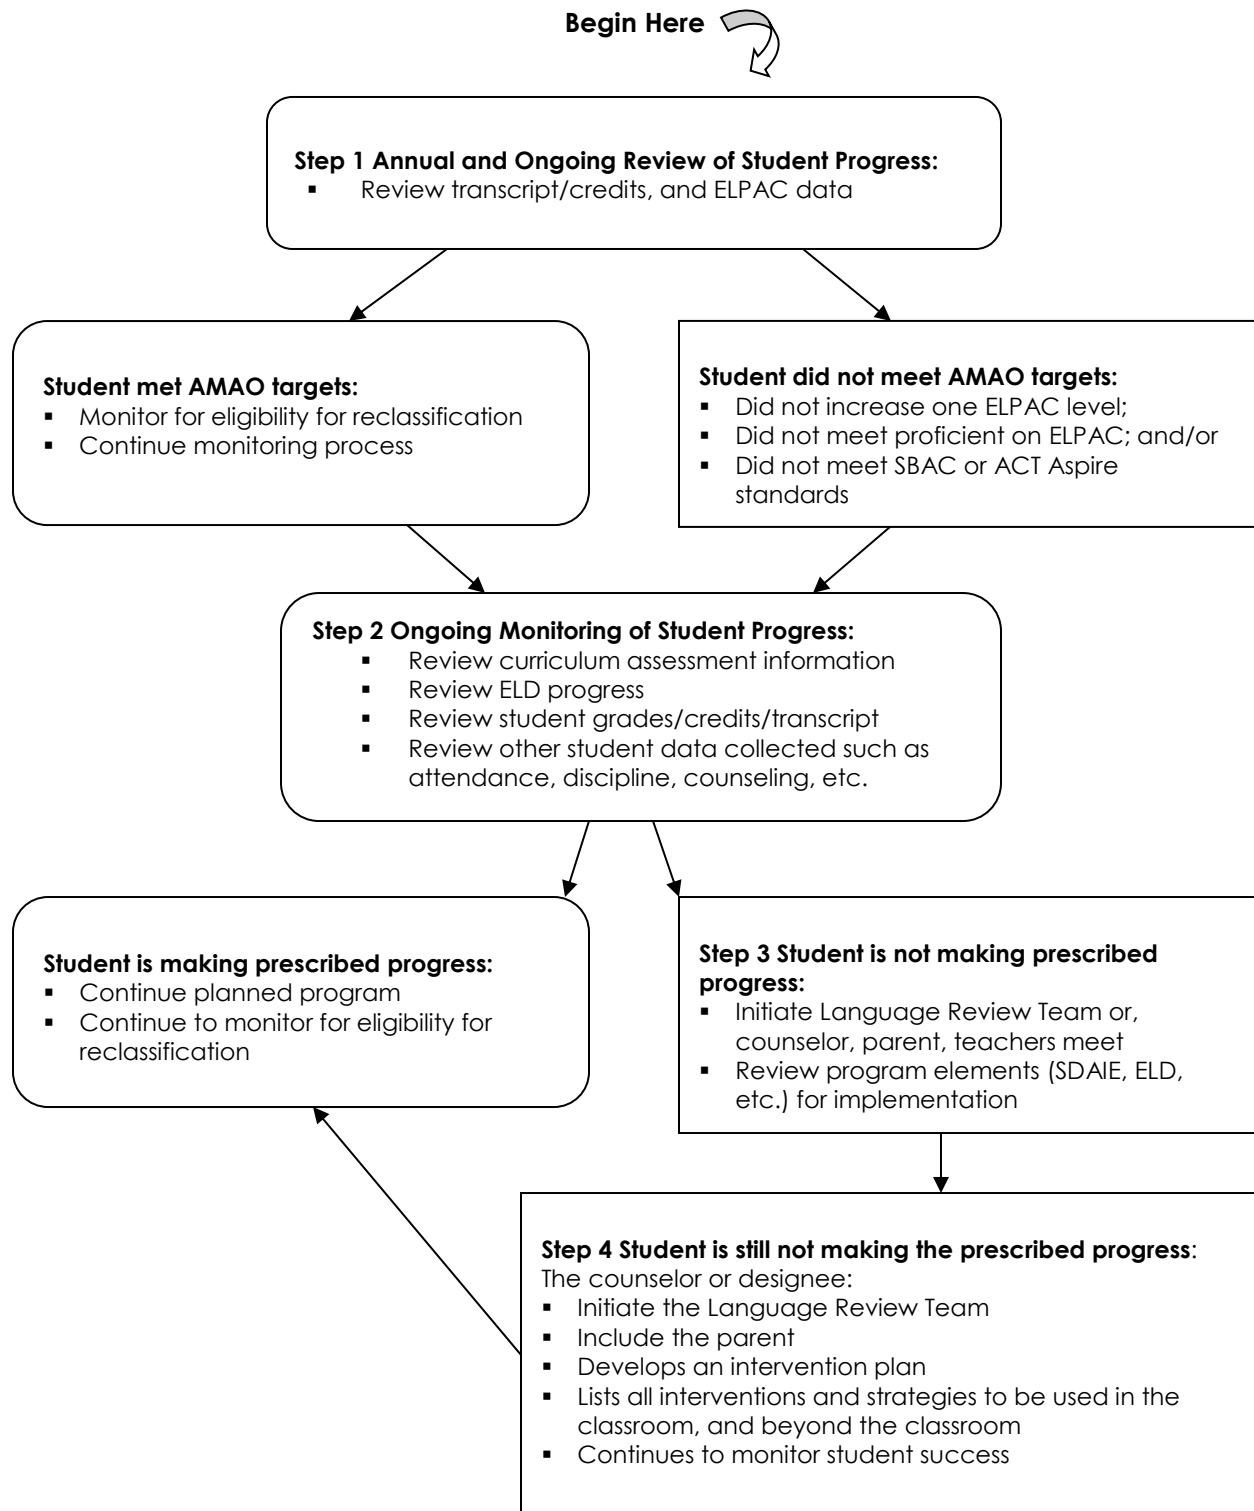 Begin Here
Step 1 Annual and Ongoing Review of Student Progress:
▪ Review transcript/credits, and ELPAC data
Student met AMAO targets:
▪ Monitor for eligibility for reclassification
▪ Continue monitoring process
Student did not meet AMAO targets:
▪ Did not increase one ELPAC level;
▪ Did not meet proficient on ELPAC; and/or
▪ Did not meet SBAC or ACT Aspire
standards
Step 2 Ongoing Monitoring of Student Progress:
▪ Review curriculum assessment information
▪ Review ELD progress
▪ Review student grades/credits/transcript
▪ Review other student data collected such as
attendance, discipline, counseling, etc.
Student is making prescribed progress:
▪ Continue planned program
▪ Continue to monitor for eligibility for
reclassification
Step 3 Student is not making prescribed
progress:
▪ Initiate Language Review Team or,
counselor, parent, teachers meet
▪ Review program elements (SDAIE, ELD,
etc.) for implementation
Step 4 Student is still not making the prescribed progress:
The counselor or designee:
▪ Initiate the Language Review Team
▪ Include the parent
▪ Develops an intervention plan
▪ Lists all interventions and strategies to be used in the
classroom, and beyond the classroom
▪ Continues to monitor student success